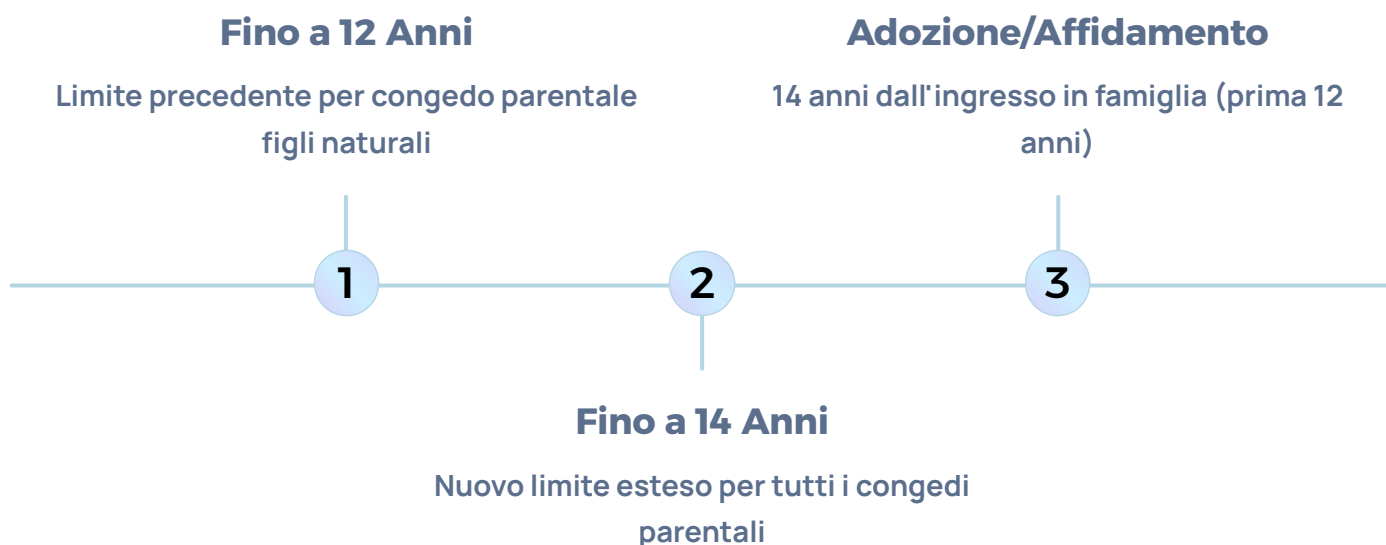 Fino a 12 Anni
Limite precedente per congedo parentale
figli naturali
Adozione/Affidamento
14 anni dall'ingresso in famiglia (prima 12
anni)
1
2
3
Fino a 14 Anni
Nuovo limite esteso per tutti i congedi
parentali